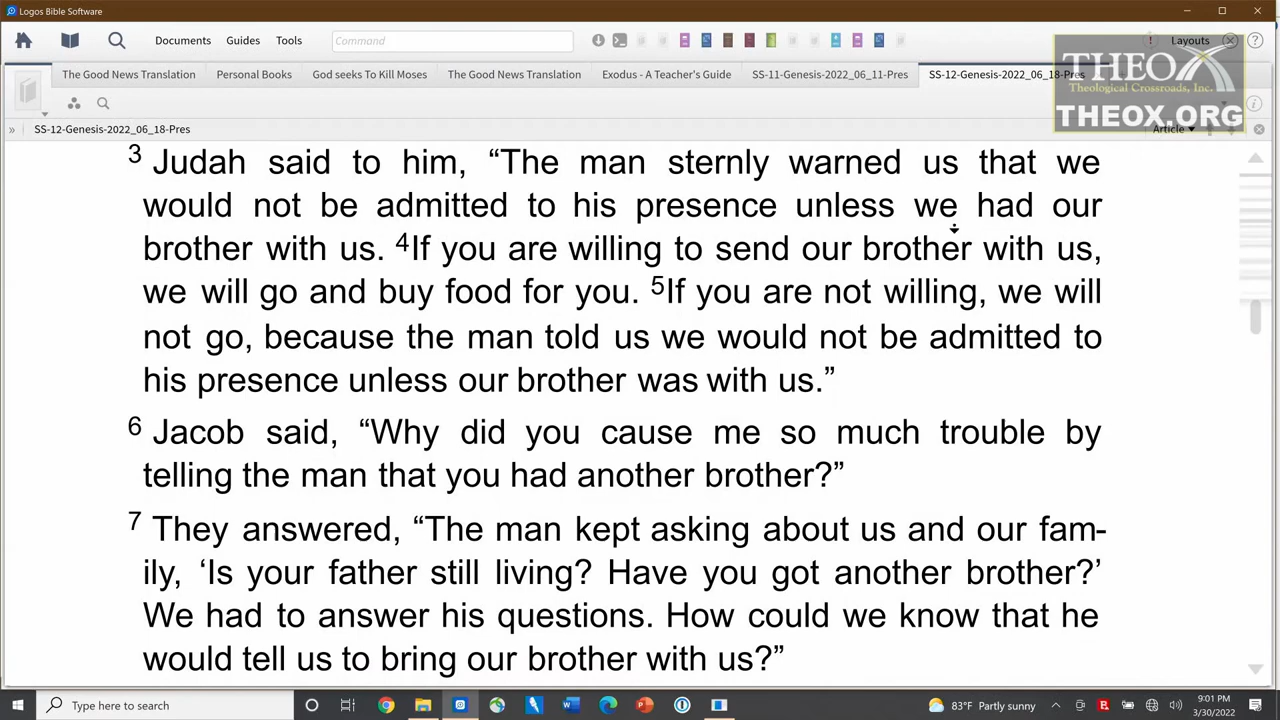 Logos Bible Software
Documents Guides Tools Command Layouts
The Good News Translation Personal Books God seeks To Kill Moses The Good News Translation Exodus - A Teacher's Guide SS-11-Genesis-2022_06_11-Pres SS-12-Genesis-2022_06_18-Pres
THEOX
Theological Crossroads, Inc.
THEOX.ORG
SS-12-Genesis-2022_06_18-Pres Article
3 Judah said to him, “The man sternly warned us that we
would not be admitted to his presence unless we had our
brother with us. 4If you are willing to send our brother with us,
we will go and buy food for you. 5If you are not willing, we will
not go, because the man told us we would not be admitted to
his presence unless our brother was with us.”
6 Jacob said, “Why did you cause me so much trouble by
telling the man that you had another brother?”
7 They answered, “The man kept asking about us and our fam-
ily, ‘Is your father still living? Have you got another brother?’
We had to answer his questions. How could we know that he
would tell us to bring our brother with us?”
Type here to search 83°F Partly sunny 9:01 PM
3/30/2022